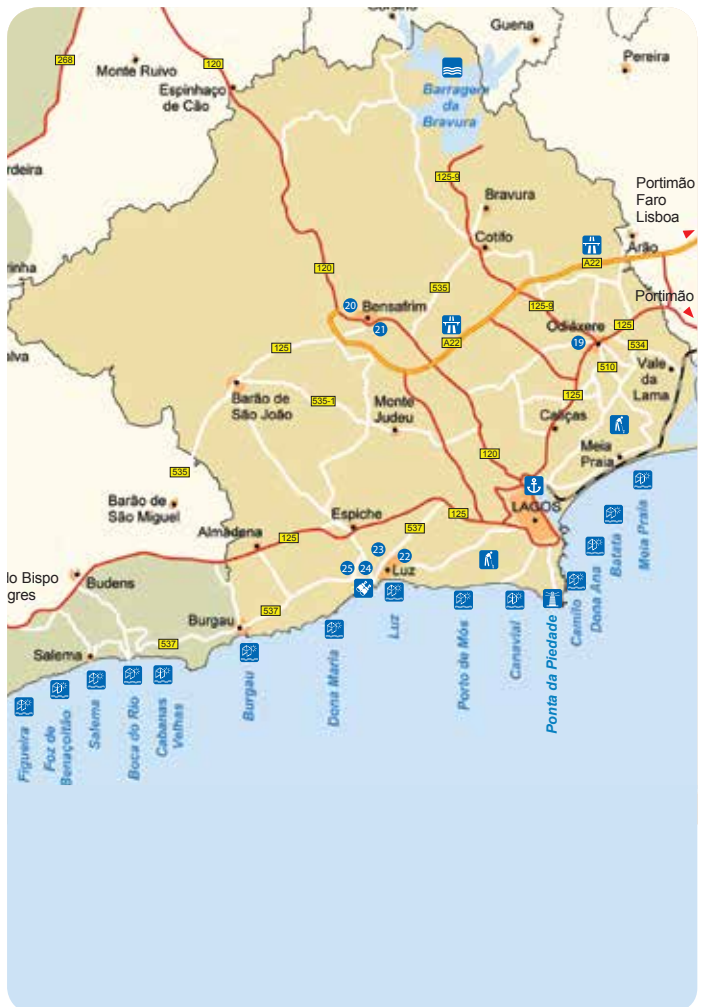 Guena
268
Monte Ruivo
120
Pereira
Espinhaço
de Cão
Barragem
da
Bravura
125-9
Portimão
Faro
Lisboa
Bravura
Cotifo
Arão
A22
120
535
20
Bensafrim
21
125-9
Portimão
A22
Odiáxere
125
19
534
125
510
Vale
da
Lama
Barão de
São João
535-1
Monte
Judeu
125
Caliças
Meia
Praia
120
535
Barão de
São Miguel
LAGOS
Espiche
125
537
Almádena
125
23
22
25
24
Luz
do Bispo
gres
Budens
Burgau
537
537
Salema
Figueira
Foz de
Benaçoitão
Salema
Boca do Rio
Cabanas
Velhas
Burgau
Dona Maria
Luz
Porto de Mós
Canavial
Ponta da Piedade
Camilo
Dona Ana
Batata
Meia Praia